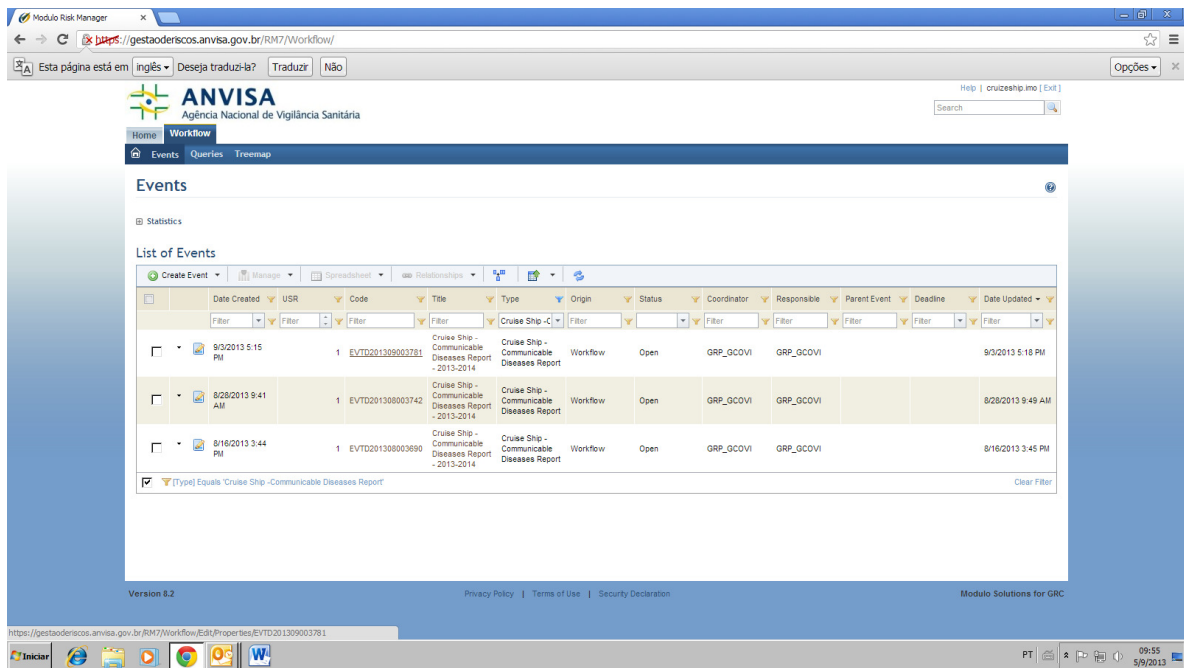 Modulo Risk Manager
https://gestaoderiscos.anvisa.gov.br/RM7/Workflow/
Esta página está em inglês Deseja traduzi-la? Traduzir Não Opções
ANVISA
Agência Nacional de Vigilância Sanitária
Help | cruizeship.imo [ Exit ]
Search
Home Workflow
Events Queries Treemap
Events
Statistics
List of Events
Create Event Manage Spreadsheet Relationships
Date Created USR Code Title Type Origin Status Coordinator Responsible Parent Event Deadline Date Updated
Filter Filter Filter Filter Cruise Ship -C Filter Filter Filter Filter Filter Filter
9/3/2013 5:15 PM 1 EVTD201309003781 Cruise Ship - Communicable Diseases Report - 2013-2014 Cruise Ship - Communicable Diseases Report Workflow Open GRP_GCOVI GRP_GCOVI 9/3/2013 5:18 PM
8/28/2013 9:41 AM 1 EVTD201308003742 Cruise Ship - Communicable Diseases Report - 2013-2014 Cruise Ship - Communicable Diseases Report Workflow Open GRP_GCOVI GRP_GCOVI 8/28/2013 9:49 AM
8/16/2013 3:44 PM 1 EVTD201308003690 Cruise Ship - Communicable Diseases Report - 2013-2014 Cruise Ship - Communicable Diseases Report Workflow Open GRP_GCOVI GRP_GCOVI 8/16/2013 3:45 PM
[Type] Equals 'Cruise Ship -Communicable Diseases Report' Clear Filter
Version 8.2 Privacy Policy | Terms of Use | Security Declaration Modulo Solutions for GRC
https://gestaoderiscos.anvisa.gov.br/RM7/Workflow/Edit/Properties/EVTD201309003781
Iniciar PT 09:55
5/9/2013